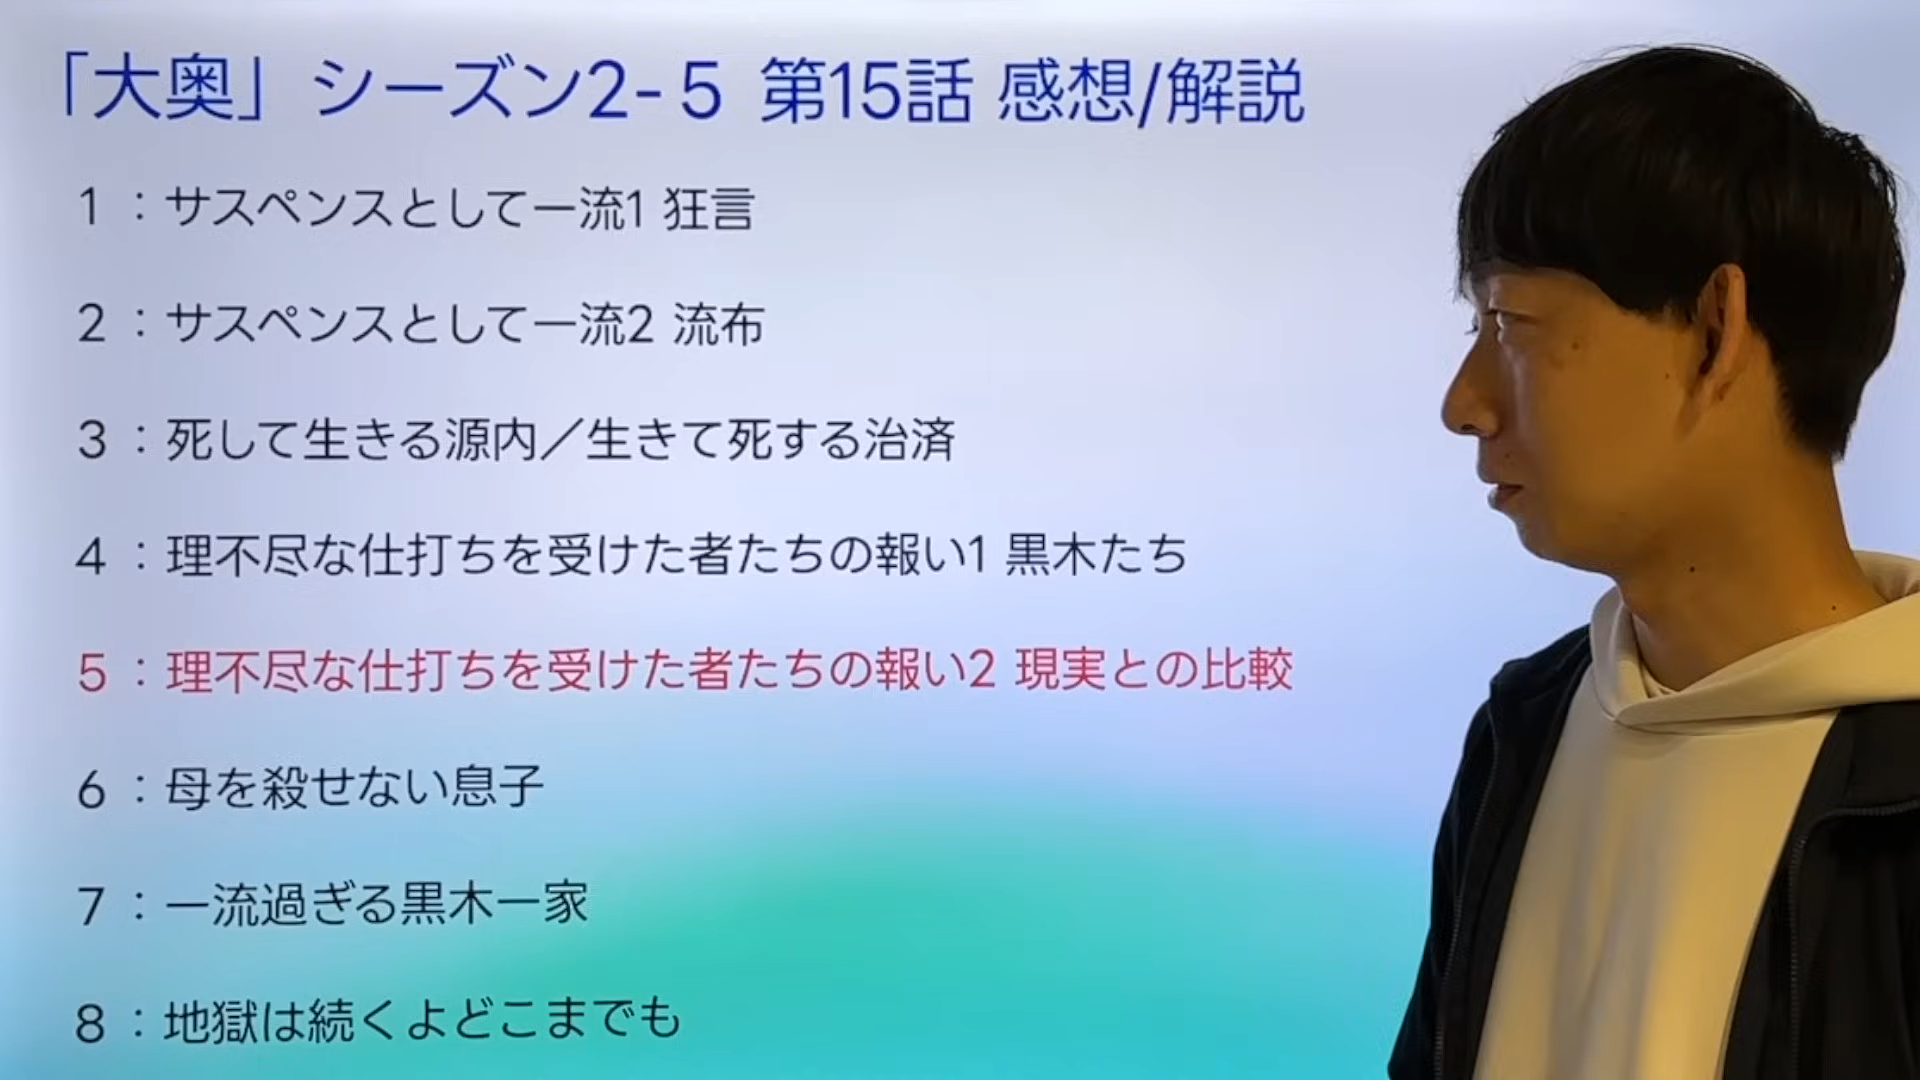 「大奥」シーズン2-5 第15話 感想/解説
1：サスペンスとして一流1 狂言
2：サスペンスとして一流2 流布
3：死して生きる源内／生きて死する治済
4：理不尽な仕打ちを受けた者たちの報い1 黒木たち
5：理不尽な仕打ちを受けた者たちの報い2 現実との比較
6：母を殺せない息子
7：一流過ぎる黒木一家
8：地獄は続くよどこまでも